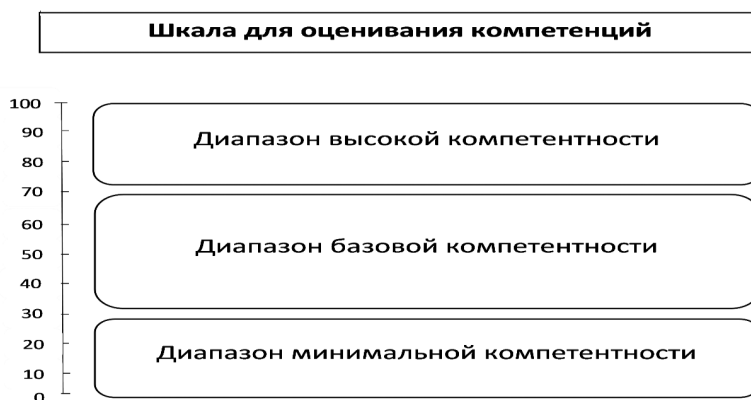 Шкала для оценивания компетенций
100
90
Диапазон высокой компетентности
80
70
60
50
Диапазон базовой компетентности
40
30
20
Диапазон минимальной компетентности
10
0